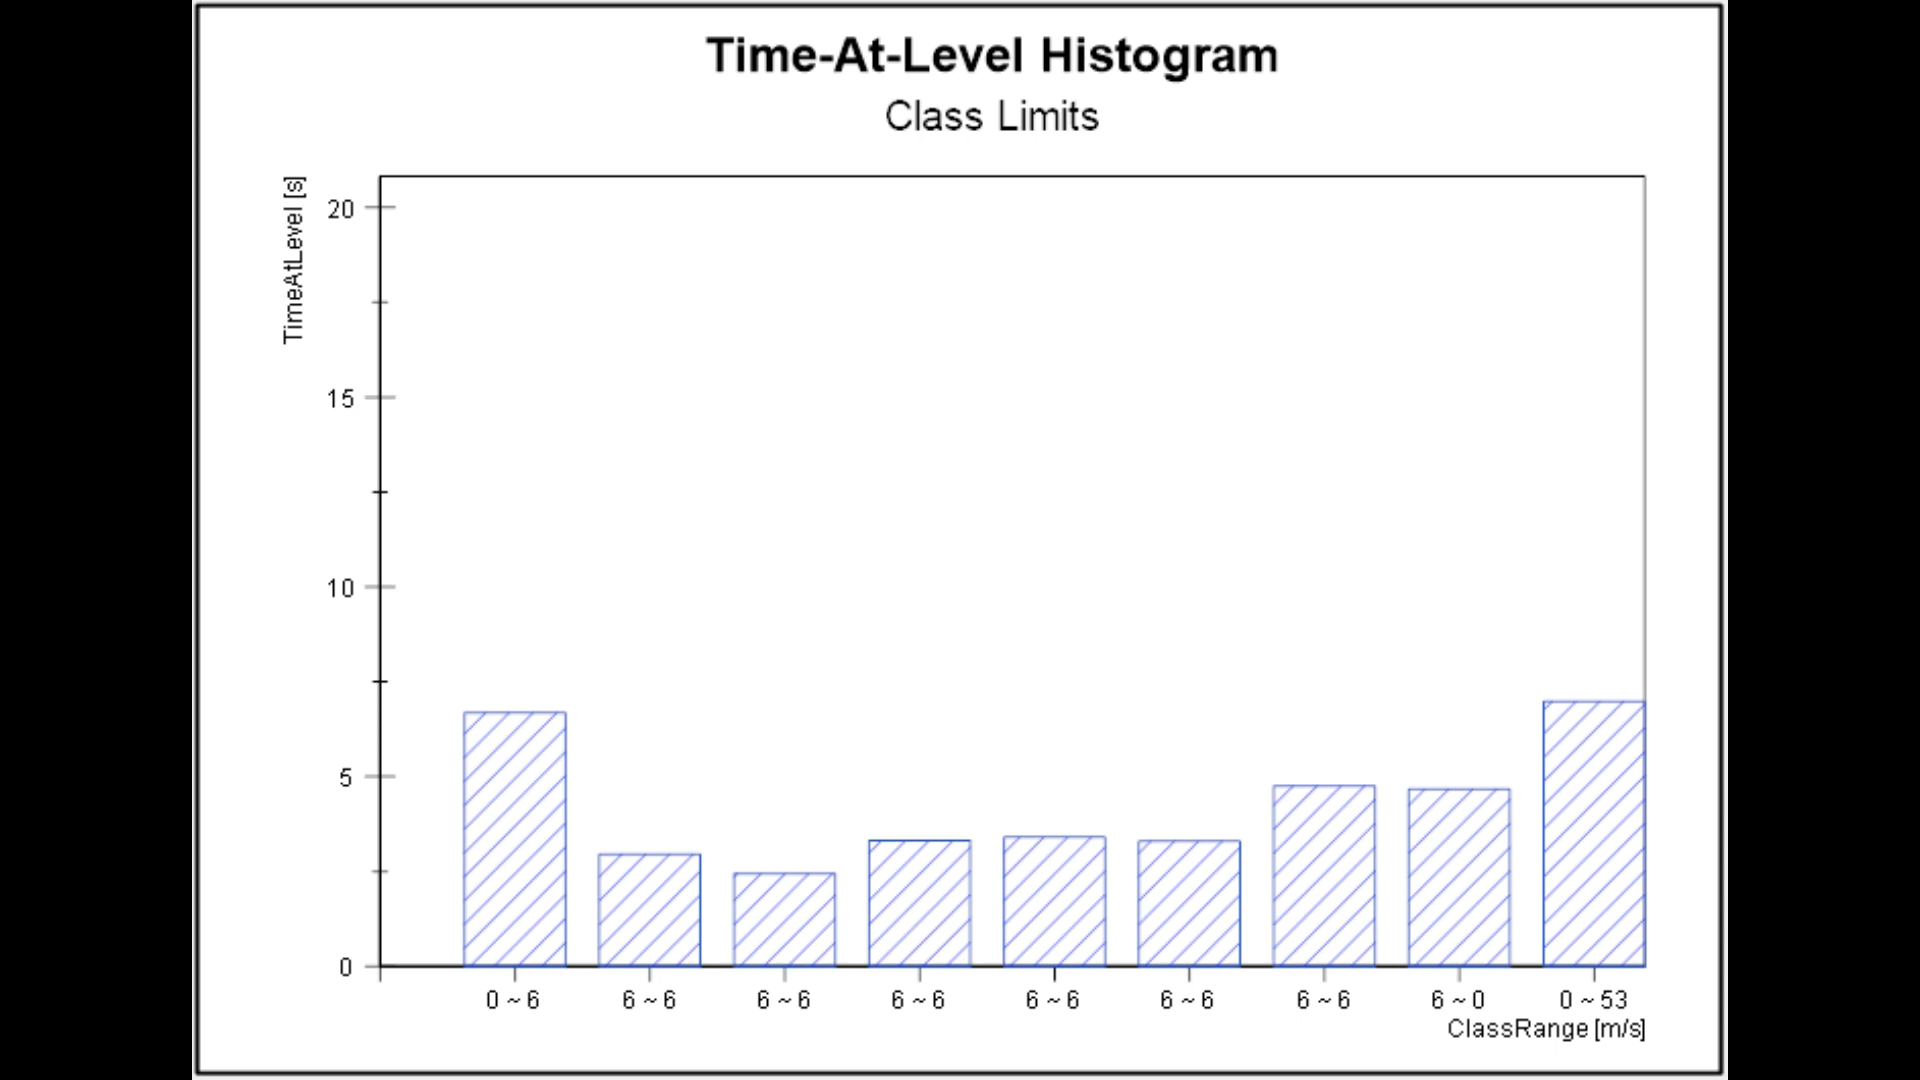 Time-At-Level Histogram
Class Limits
TimeAtLevel [s]
20
15
10
5
0
0 ~ 6 6 ~ 6 6 ~ 6 6 ~ 6 6 ~ 6 6 ~ 6 6 ~ 6 6 ~ 0 0 ~ 53
ClassRange [m/s]